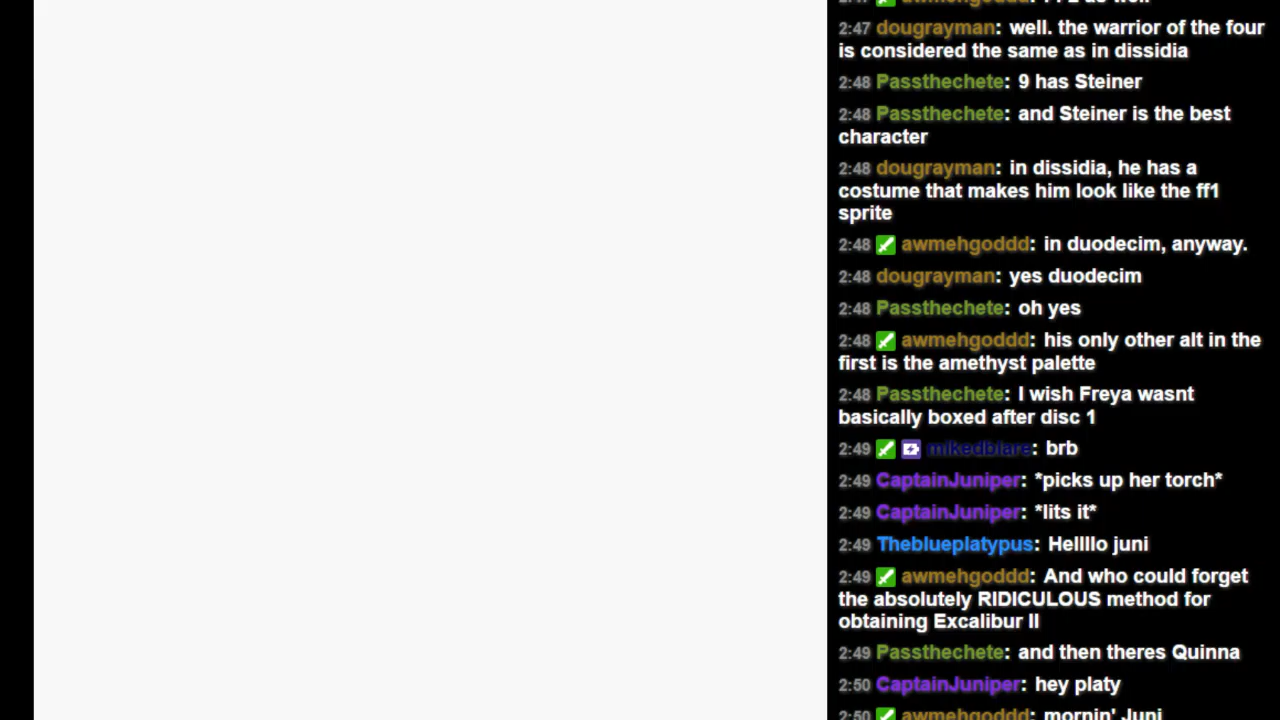 2:47 dougrayman: well. the warrior of the four
is considered the same as in dissidia
2:48 Passthechete: 9 has Steiner
2:48 Passthechete: and Steiner is the best
character
2:48 dougrayman: in dissidia, he has a
costume that makes him look like the ff1
sprite
2:48 awmehgoddd: in duodecim, anyway.
2:48 dougrayman: yes duodecim
2:48 Passthechete: oh yes
2:48 awmehgoddd: his only other alt in the
first is the amethyst palette
2:48 Passthechete: I wish Freya wasnt
basically boxed after disc 1
2:49 mikedblare: brb
2:49 CaptainJuniper: *picks up her torch*
2:49 CaptainJuniper: *lits it*
2:49 Theblueplatypus: Hellllo juni
2:49 awmehgoddd: And who could forget
the absolutely RIDICULOUS method for
obtaining Excalibur II
2:49 Passthechete: and then theres Quinna
2:50 CaptainJuniper: hey platy
2:50 awmehgoddd: mornin' Juni